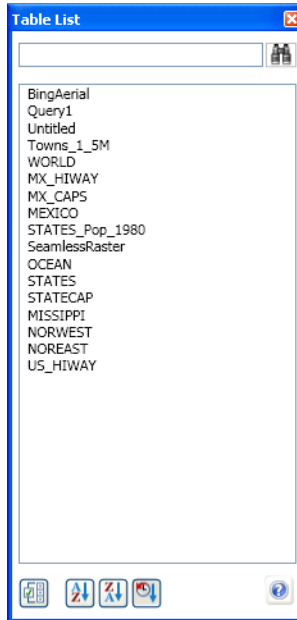 Table List
BingAerial
Query1
Untitled
Towns_1_5M
WORLD
MX_HIWAY
MX_CAPS
MEXICO
STATES_Pop_1980
SeamlessRaster
OCEAN
STATES
STATECAP
MISSIPPI
NORWEST
NOREAST
US_HIWAY
A
Z
Z
A
?